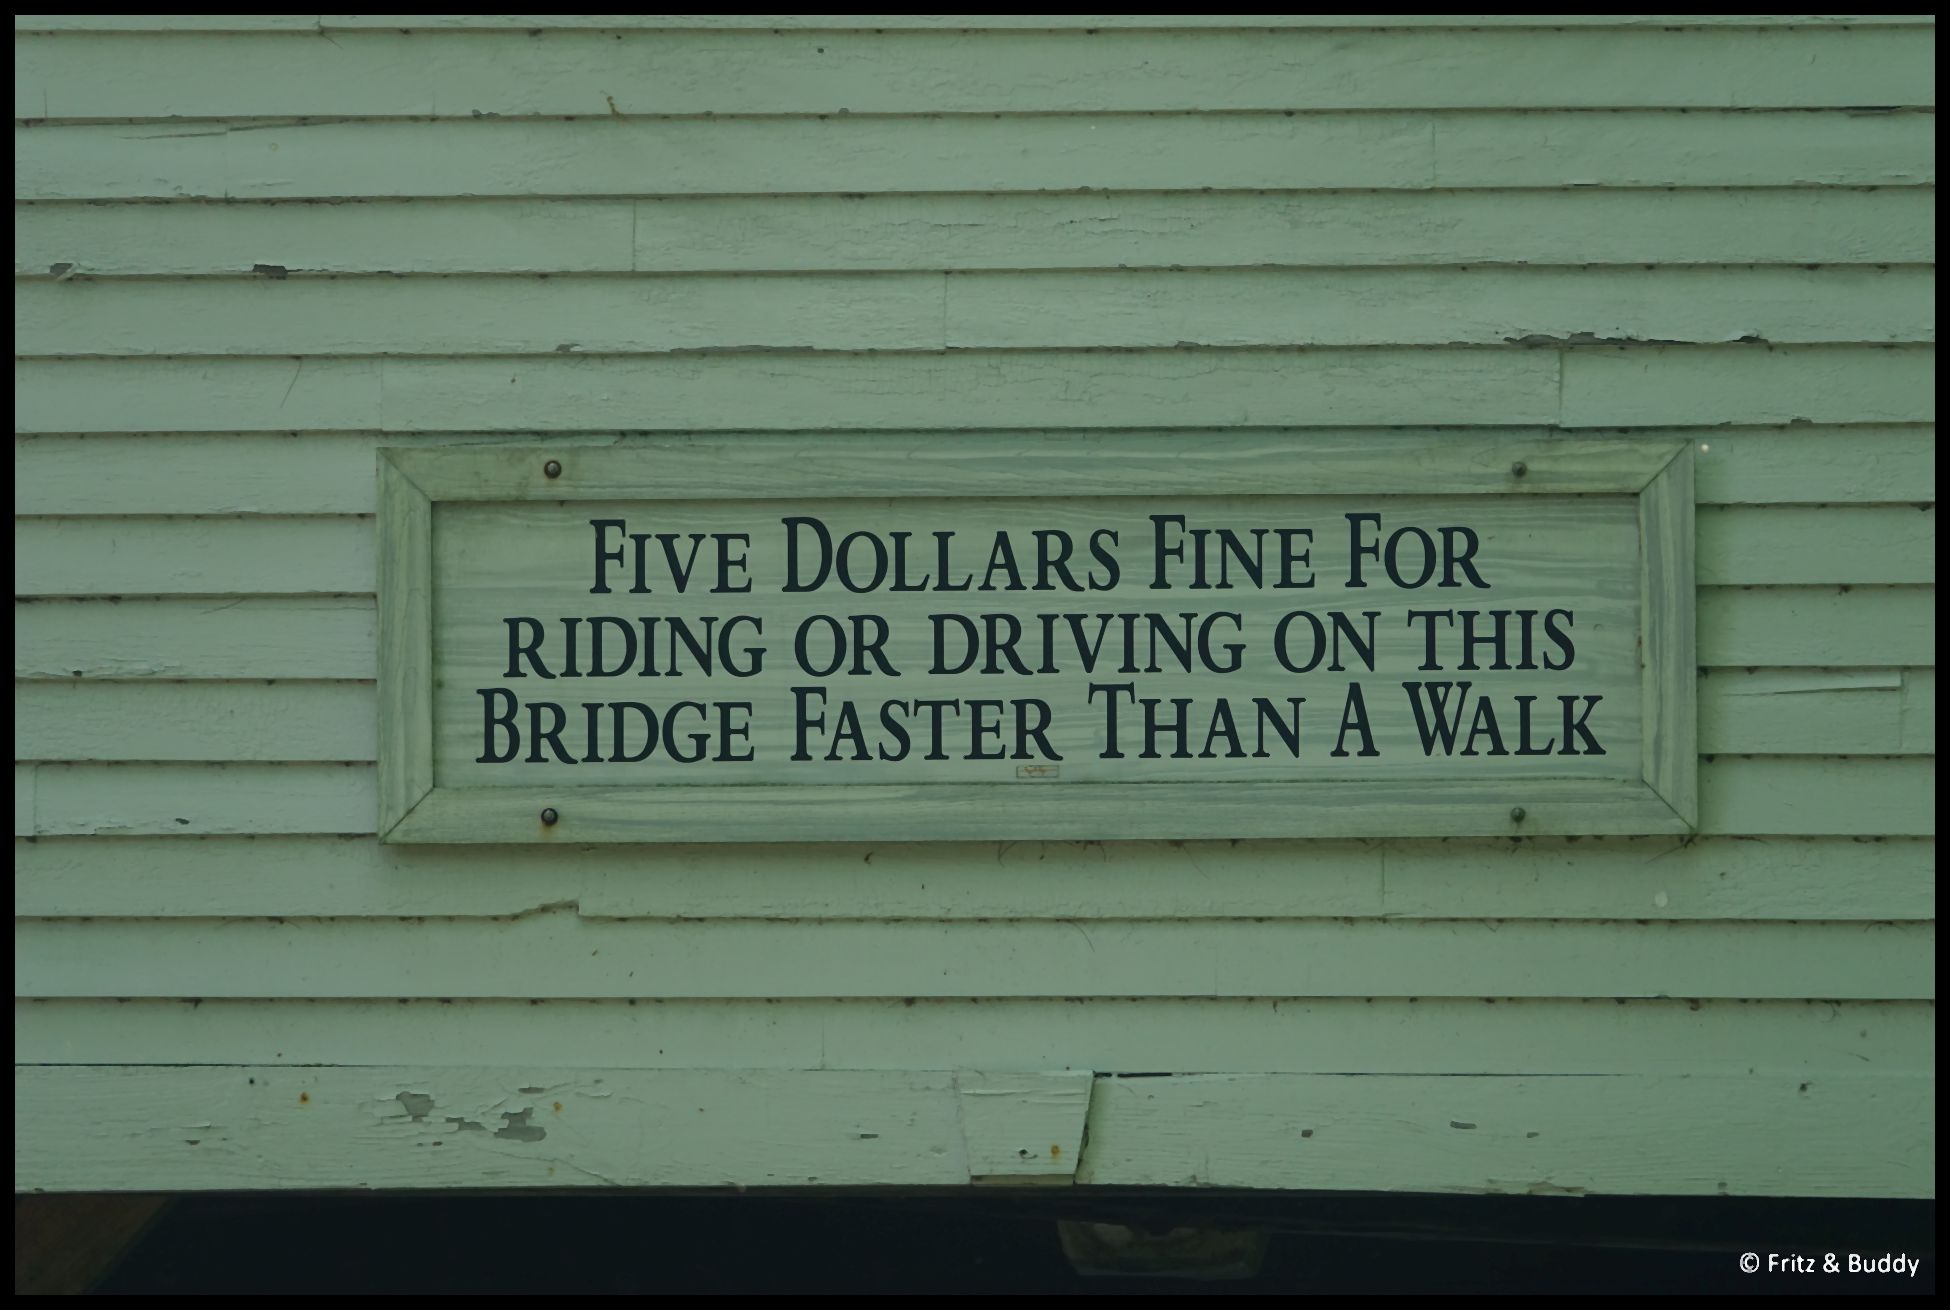 FIVE DOLLARS FINE FOR
RIDING OR DRIVING ON THIS
BRIDGE FASTER THAN A WALK
© Fritz & Buddy